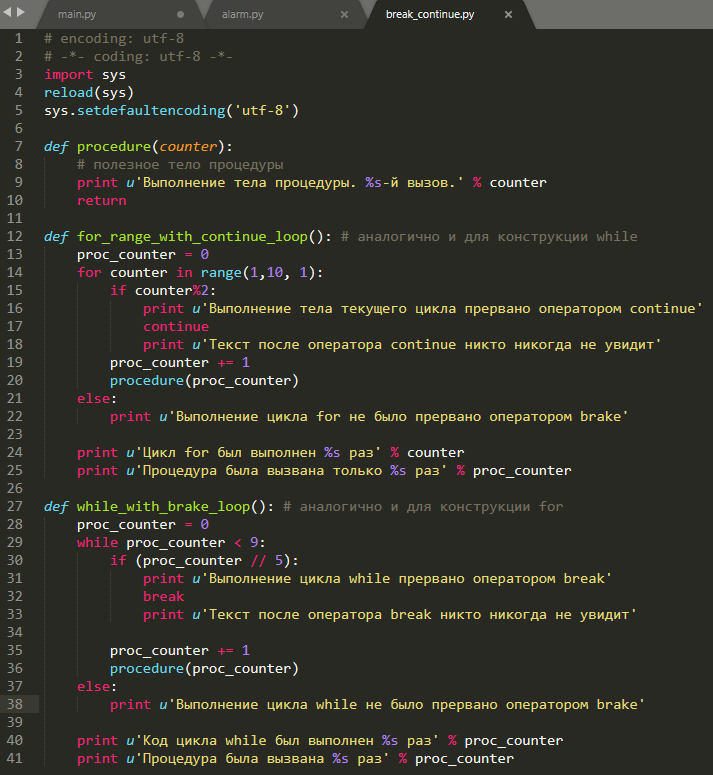 main.py alarm.py break_continue.py
1 # encoding: utf-8
2 # -*- coding: utf-8 -*-
3 import sys
4 reload(sys)
5 sys.setdefaultencoding('utf-8')
6
7 def procedure(counter):
8     # полезное тело процедуры
9     print u'Выполнение тела процедуры. %s-й вызов.' % counter
10     return
11
12 def for_range_with_continue_loop(): # аналогично и для конструкции while
13     proc_counter = 0
14     for counter in range(1,10, 1):
15         if counter%2:
16             print u'Выполнение тела текущего цикла прервано оператором continue'
17             continue
18             print u'Текст после оператора continue никто никогда не увидит'
19         proc_counter += 1
20         procedure(proc_counter)
21     else:
22         print u'Выполнение цикла for не было прервано оператором brake'
23
24     print u'Цикл for был выполнен %s раз' % counter
25     print u'Процедура была вызвана только %s раз' % proc_counter
26
27 def while_with_brake_loop(): # аналогично и для конструкции for
28     proc_counter = 0
29     while proc_counter < 9:
30         if (proc_counter // 5):
31             print u'Выполнение цикла while прервано оператором break'
32             break
33             print u'Текст после оператора break никто никогда не увидит'
34
35         proc_counter += 1
36         procedure(proc_counter)
37     else:
38         print u'Выполнение цикла while не было прервано оператором brake'
39
40     print u'Код цикла while был выполнен %s раз' % proc_counter
41     print u'Процедура была вызвана %s раз' % proc_counter